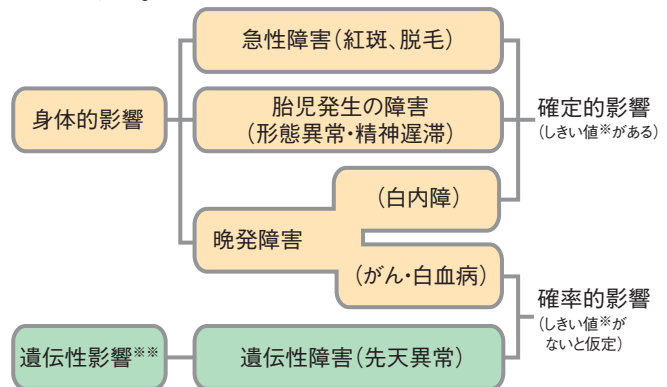 急性障害(紅斑、脱毛)
身体的影響
胎児発生の障害
(形態異常・精神遅滞)
確定的影響
(しきい値※がある)
(白内障)
晩発障害
(がん・白血病)
確率的影響
(しきい値※が
ないと仮定)
遺伝性影響※※
遺伝性障害(先天異常)